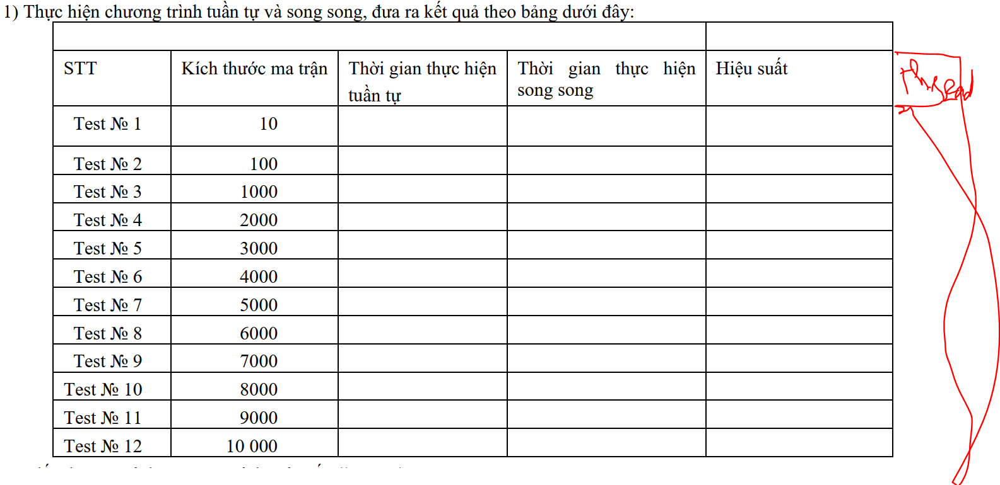 1) Thực hiện chương trình tuần tự và song song, đưa ra kết quả theo bảng dưới đây:
STT Kích thước ma trận Thời gian thực hiện tuần tự Thời gian thực hiện song song Hiệu suất
Test № 1 10
Test № 2 100
Test № 3 1000
Test № 4 2000
Test № 5 3000
Test № 6 4000
Test № 7 5000
Test № 8 6000
Test № 9 7000
Test № 10 8000
Test № 11 9000
Test № 12 10 000